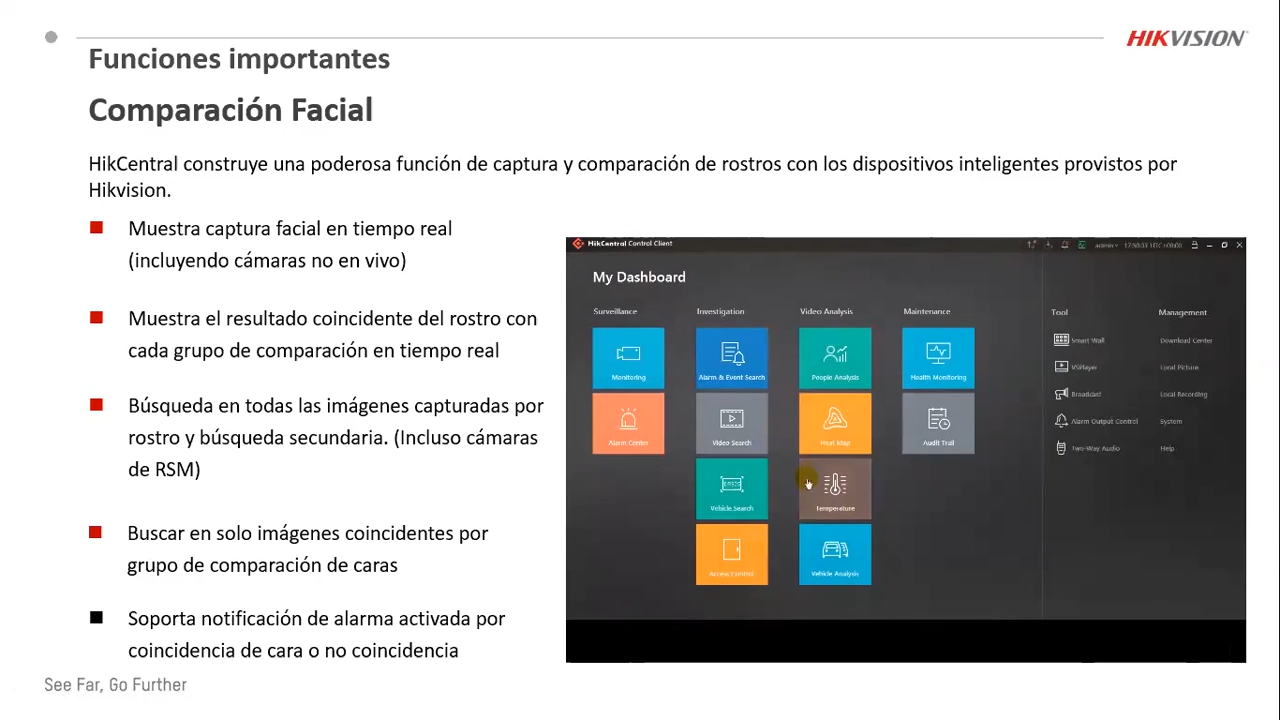 HIKVISION
Funciones importantes
Comparación Facial
HikCentral construye una poderosa función de captura y comparación de rostros con los dispositivos inteligentes provistos por
Hikvision.
Muestra captura facial en tiempo real
(incluyendo cámaras no en vivo)
Muestra el resultado coincidente del rostro con
cada grupo de comparación en tiempo real
Búsqueda en todas las imágenes capturadas por
rostro y búsqueda secundaria. (Incluso cámaras
de RSM)
Buscar en solo imágenes coincidentes por
grupo de comparación de caras
Soporta notificación de alarma activada por
coincidencia de cara o no coincidencia
HikCentral Control Client
admin
My Dashboard
Surveillance
Investigation
Video Analysis
Maintenance
Tool
Management
Monitoring
Alarm & Event Search
People Analysis
Health Monitoring
Alarm Center
Video Search
Heat Map
Audit Trail
Vehicle Search
Temperature
Access Control
Vehicle Analysis
Smart Wall
Download Center
VSPlayer
Local Picture
Broadcast
Local Recording
Alarm Output Control
System
Two-Way Audio
Help
See Far, Go Further